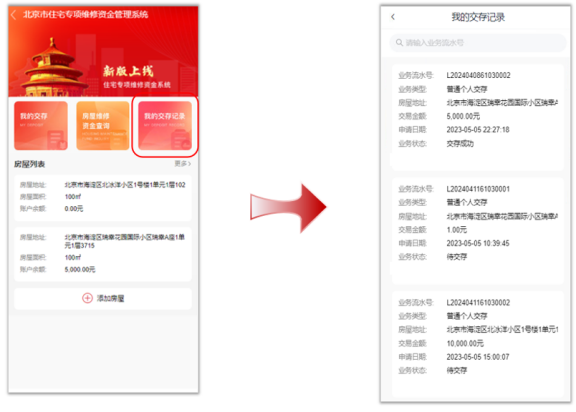 北京市住宅专项维修资金管理系统
新版上线
住宅专项维修资金系统
我的交存
房屋维修
资金查询
我的交存记录
房屋列表
更多>
房屋地址: 北京市海淀区北冰洋小区1号楼1单元1层102
房屋面积: 100㎡
账户余额: 0.00元
房屋地址: 北京市海淀区瑞章花园国际小区瑞章A座1单
元1层3715
房屋面积: 100㎡
账户余额: 5,000.00元
添加房屋
我的交存记录
请输入业务流水号
业务流水号: L2024040861030002
业务类型: 普通个人交存
房屋地址: 北京市海淀区瑞章花园国际小区瑞章A
交易金额: 5,000.00元
申请日期: 2023-05-05 22:27:18
业务状态: 交存成功
业务流水号: L2024041161030001
业务类型: 普通个人交存
房屋地址: 北京市海淀区瑞章花园国际小区瑞章A
交易金额: 1.00元
申请日期: 2023-05-05 10:39:45
业务状态: 待交存
业务流水号: L2024041161030002
业务类型: 普通个人交存
房屋地址: 北京市海淀区北冰洋小区1号楼1单元1
交易金额: 10,000.00元
申请日期: 2023-05-05 15:00:07
业务状态: 待交存